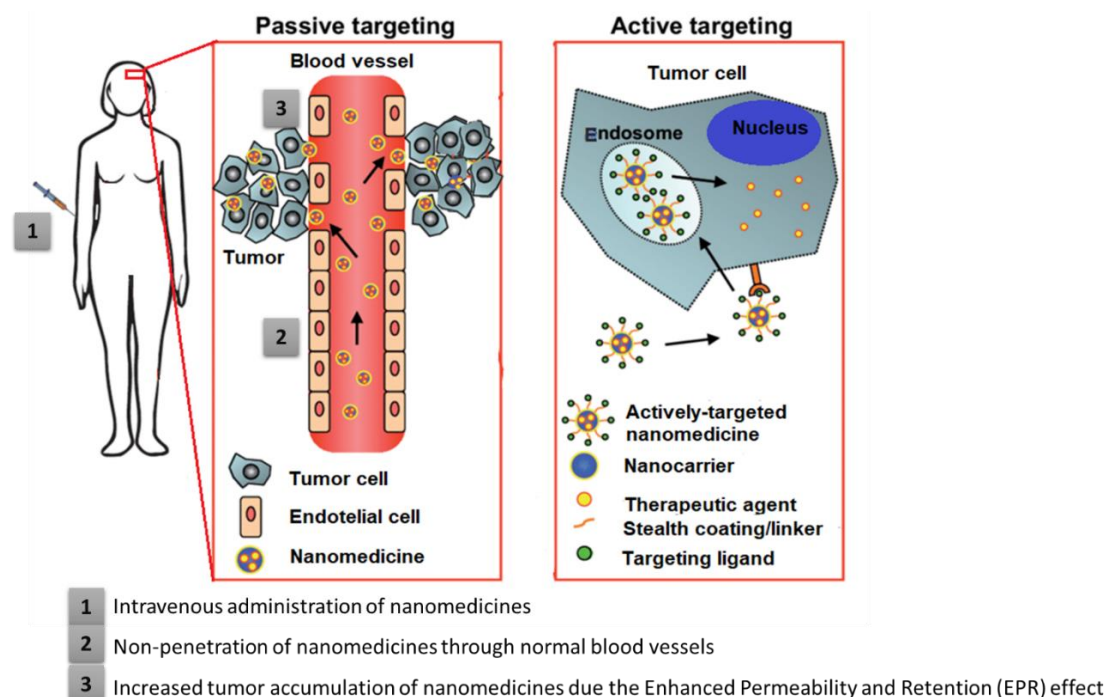 Passive targeting
Blood vessel
3
Tumor
1
2
Tumor cell
Endotelial cell
Nanomedicine
Active targeting
Tumor cell
Endosome
Nucleus
Actively-targeted
nanomedicine
Nanocarrier
Therapeutic agent
Stealth coating/linker
Targeting ligand
1 Intravenous administration of nanomedicines
2 Non-penetration of nanomedicines through normal blood vessels
3 Increased tumor accumulation of nanomedicines due the Enhanced Permeability and Retention (EPR) effect